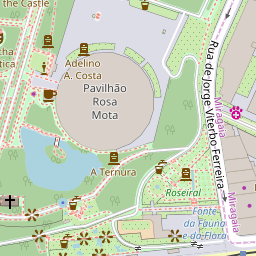 the Castle
Adelino
A. Costa
Pavilhão
Rosa
Mota
Rua de Jorge Viterbo Ferreira
Miragaia
A Ternura
Roseiral
Miragaia
Fonte
da Fauna
e da Flora